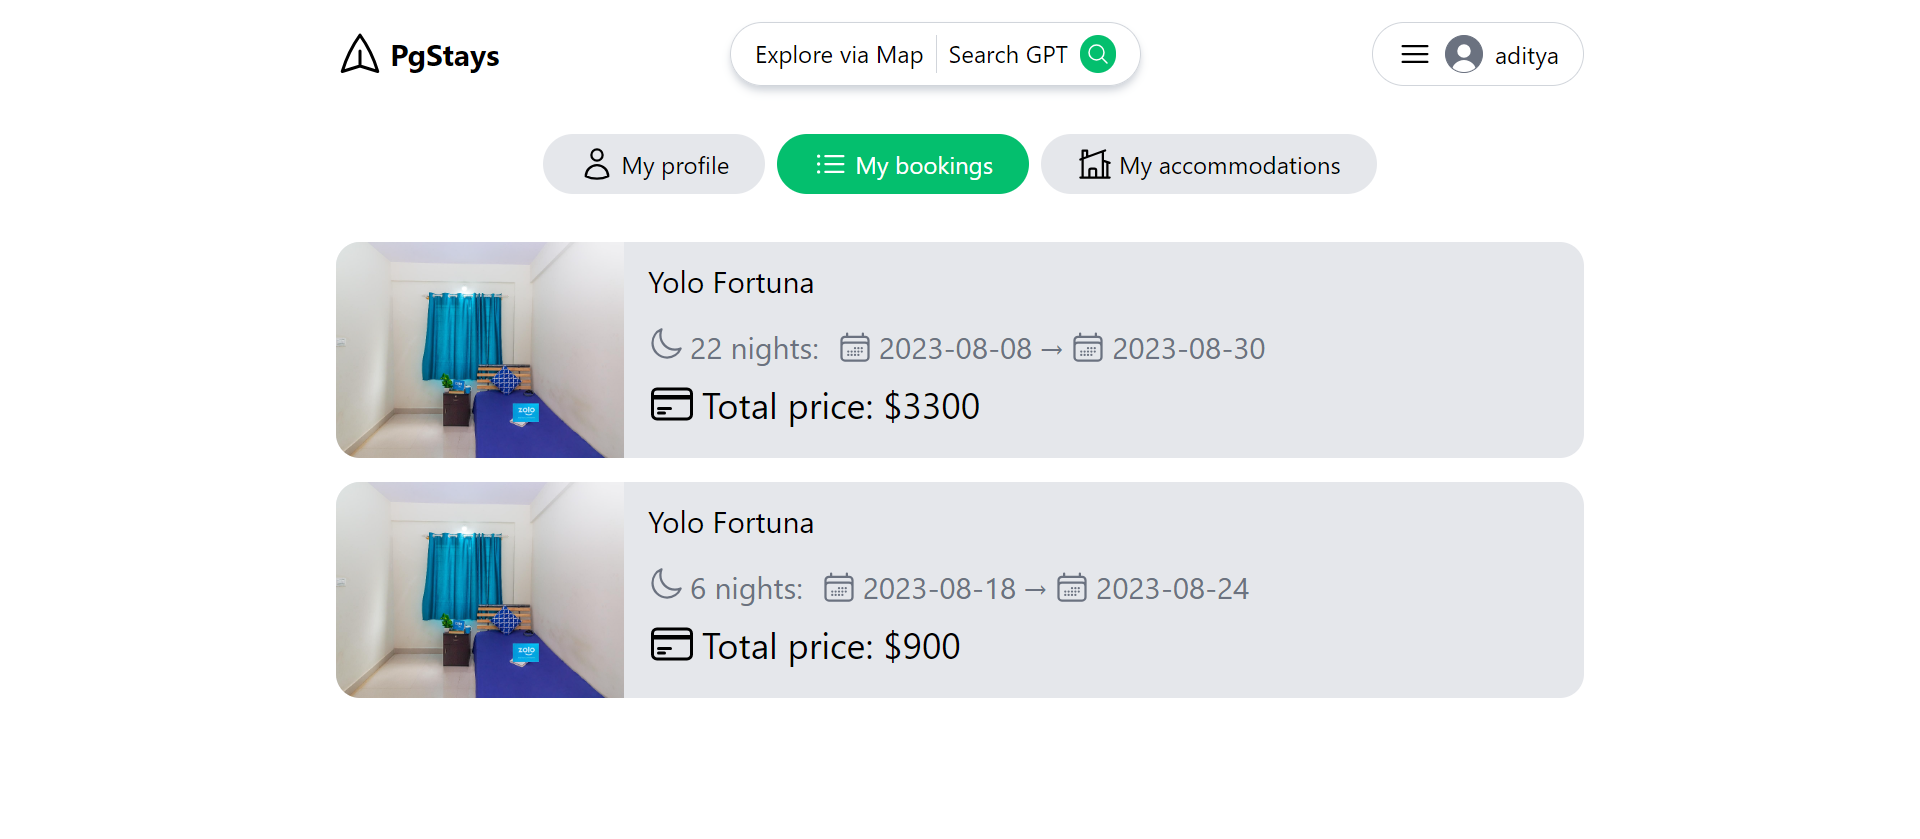 PgStays
Explore via Map Search GPT
aditya
My profile
My bookings
My accommodations
zolo
Yolo Fortuna
22 nights: 2023-08-08 → 2023-08-30
Total price: $3300
zolo
Yolo Fortuna
6 nights: 2023-08-18 → 2023-08-24
Total price: $900